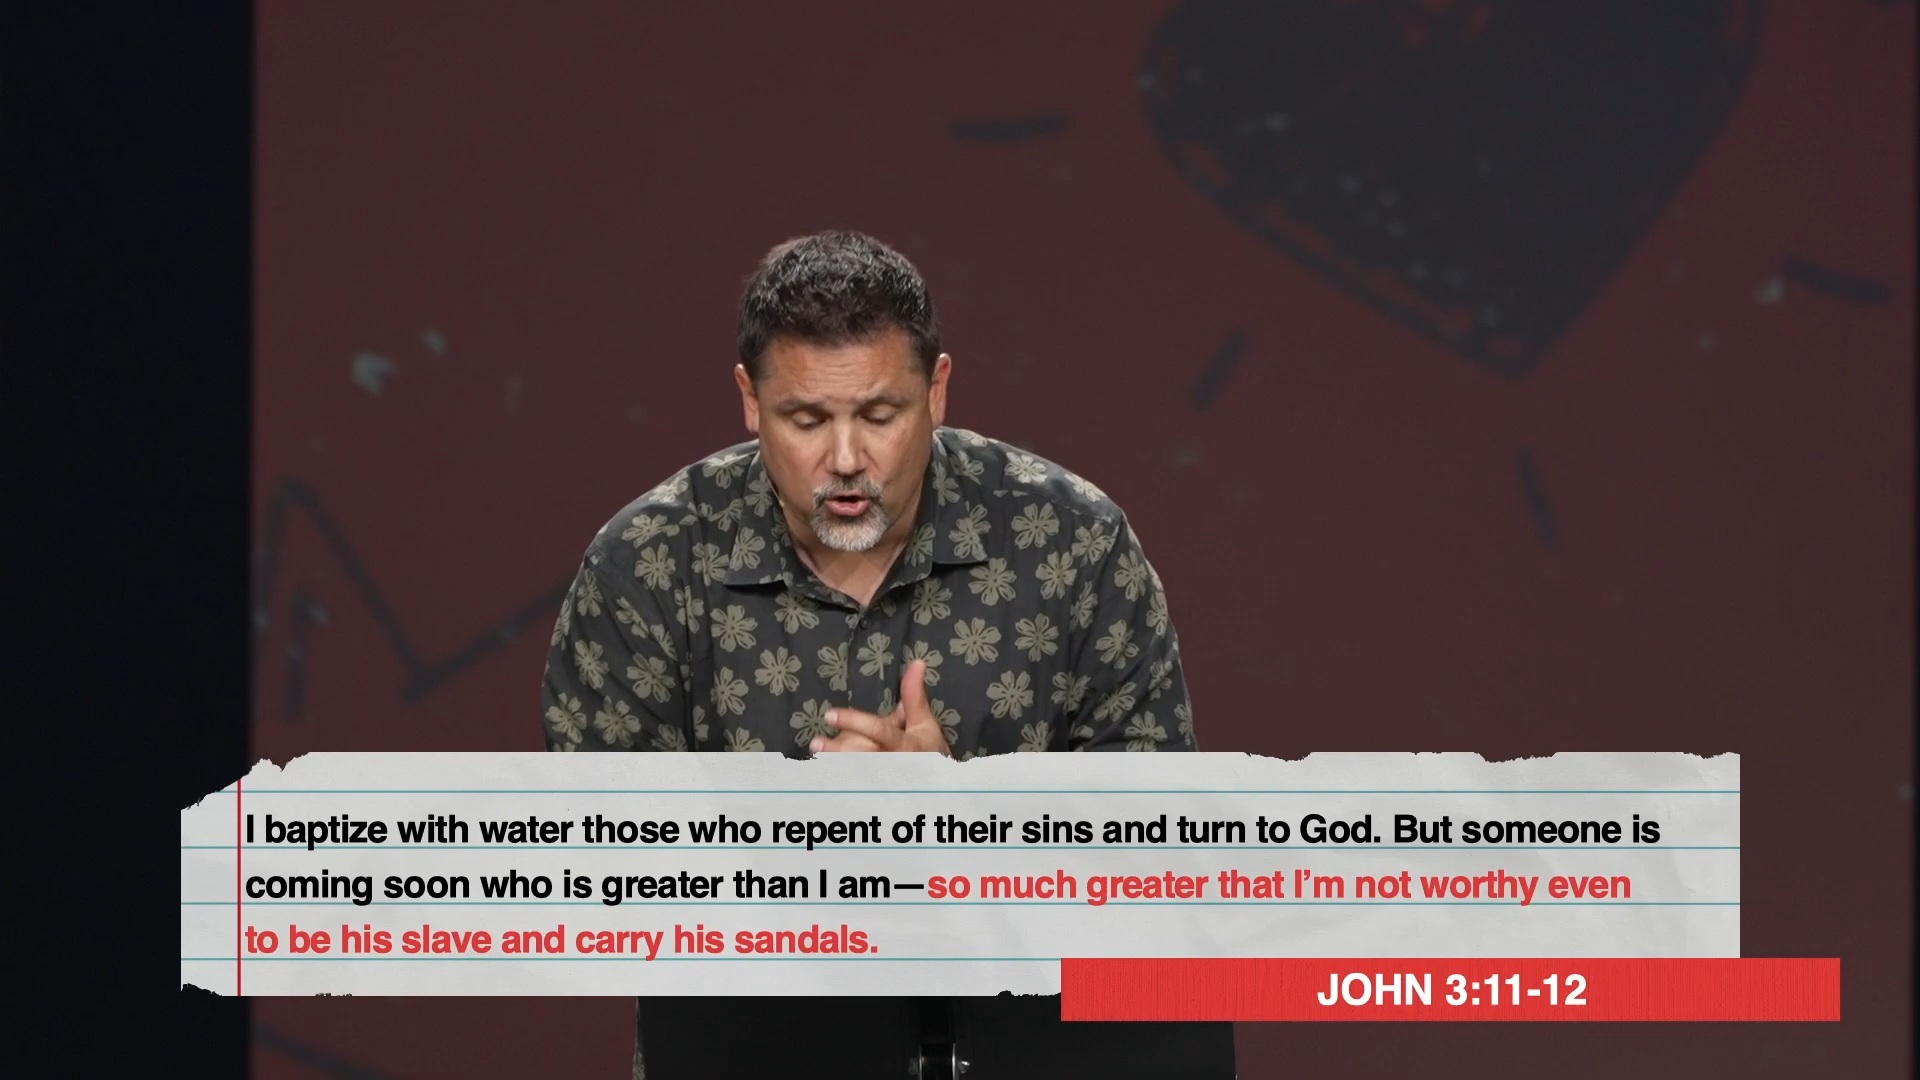 I baptize with water those who repent of their sins and turn to God. But someone is
coming soon who is greater than I am—so much greater that I’m not worthy even
to be his slave and carry his sandals.
JOHN 3:11-12